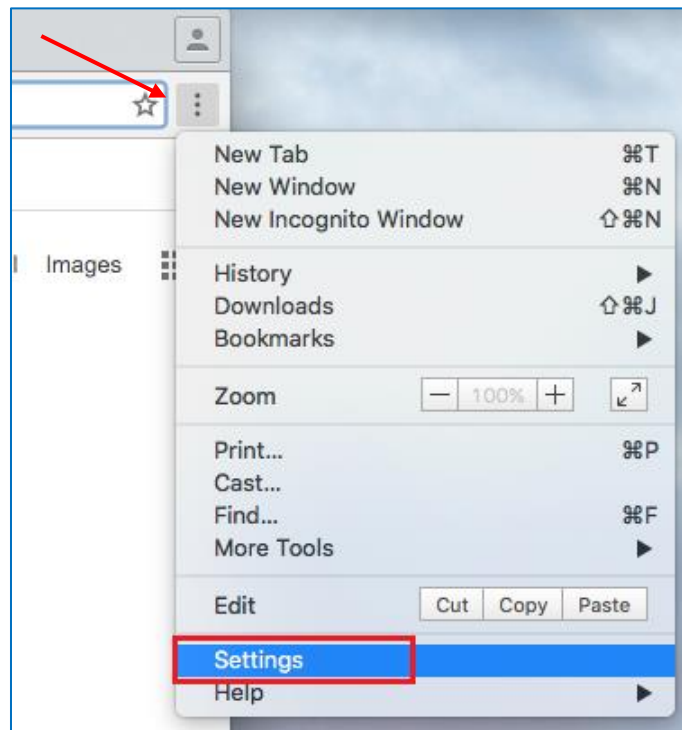 New Tab ⌘T
New Window ⌘N
New Incognito Window ⇧⌘N
Images
History
Downloads ⇧⌘J
Bookmarks
Zoom — 100% +
Print... ⌘P
Cast...
Find... ⌘F
More Tools
Edit Cut Copy Paste
Settings
Help